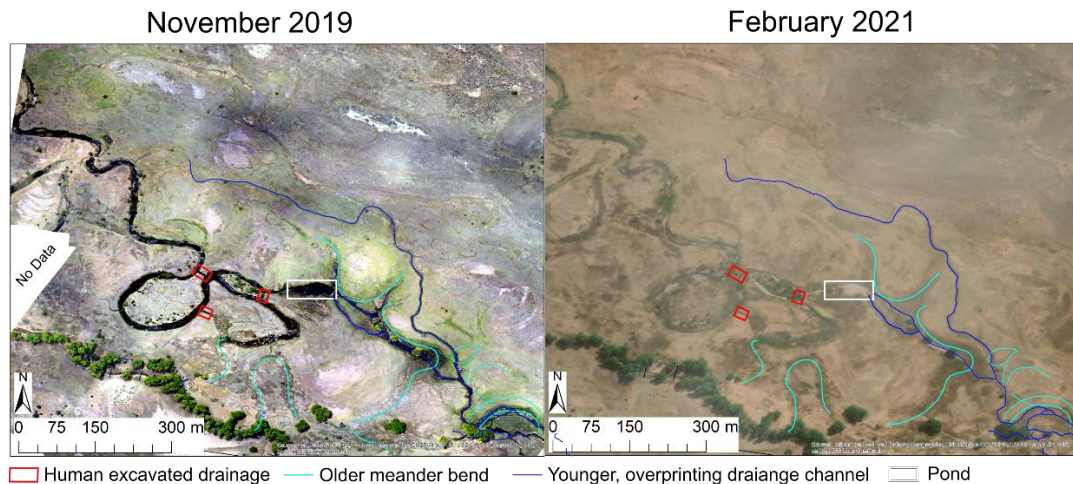 November 2019
February 2021
No Data
N
0 75 150 300 m
N
0 75 150 300 m
Human excavated drainage
Older meander bend
Younger, overprinting draiange channel
Pond